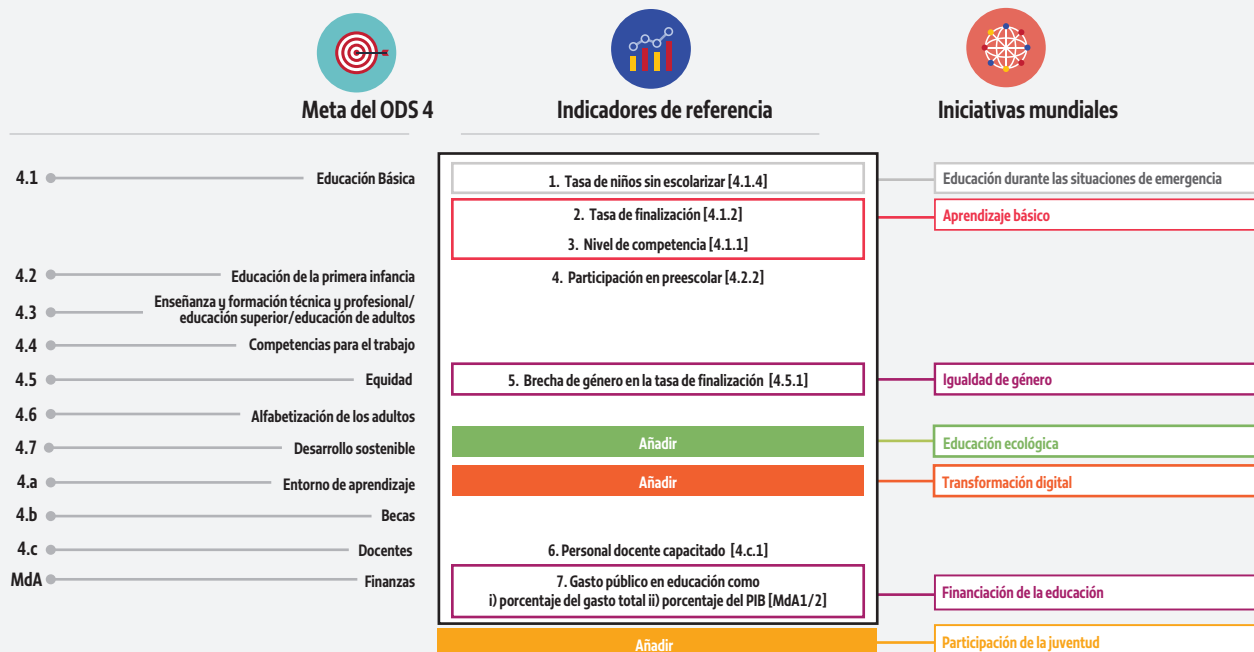 Meta del ODS 4
Indicadores de referencia
Iniciativas mundiales
4.1
Educación Básica
1. Tasa de niños sin escolarizar [4.1.4]
Educación durante las situaciones de emergencia
2. Tasa de finalización [4.1.2]
Aprendizaje básico
3. Nivel de competencia [4.1.1]
4.2
Educación de la primera infancia
4. Participación en preescolar [4.2.2]
4.3
Enseñanza y formación técnica y profesional/
educación superior/educación de adultos
4.4
Competencias para el trabajo
4.5
Equidad
5. Brecha de género en la tasa de finalización [4.5.1]
Igualdad de género
4.6
Alfabetización de los adultos
4.7
Desarrollo sostenible
Añadir
Educación ecológica
4.a
Entorno de aprendizaje
Añadir
Transformación digital
4.b
Becas
4.c
Docentes
6. Personal docente capacitado [4.c.1]
MdA
Finanzas
7. Gasto público en educación como
i) porcentaje del gasto total ii) porcentaje del PIB [MdA1/2]
Financiación de la educación
Añadir
Participación de la juventud